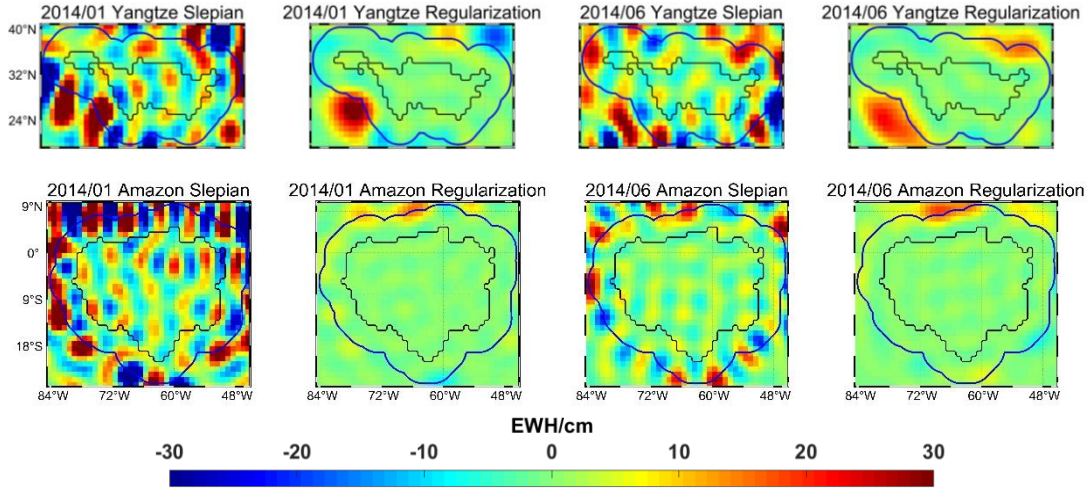 2014/01 Yangtze Slepian 2014/01 Yangtze Regularization 2014/06 Yangtze Slepian 2014/06 Yangtze Regularization
40°N
32°N
24°N
2014/01 Amazon Slepian 2014/01 Amazon Regularization 2014/06 Amazon Slepian 2014/06 Amazon Regularization
9°N
0°
9°S
18°S
84°W 72°W 60°W 48°W 84°W 72°W 60°W 48°W 84°W 72°W 60°W 48°W 84°W 72°W 60°W 48°W
EWH/cm
-30 -20 -10 0 10 20 30